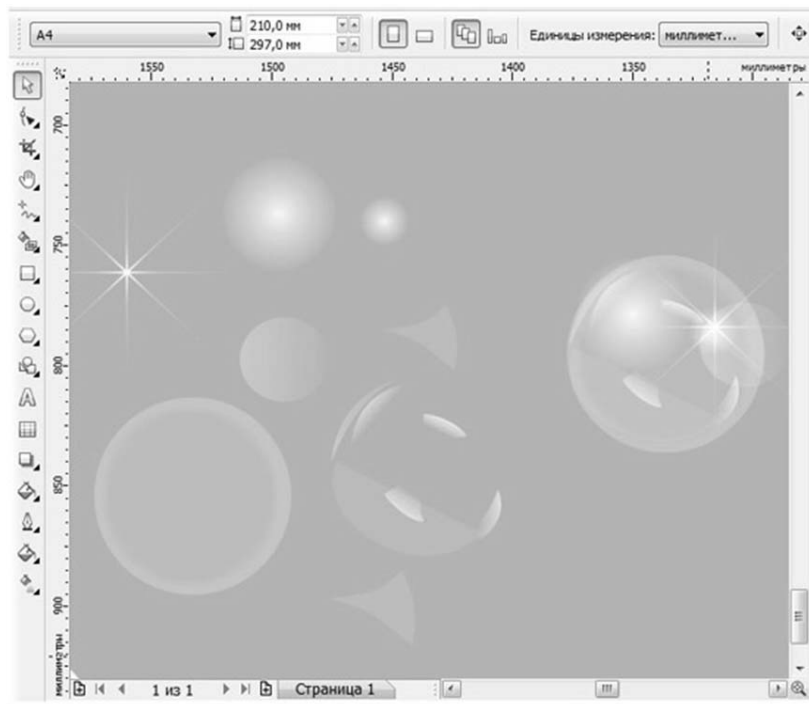 A4
210,0 мм
297,0 мм
Единицы измерения: миллимет...
1550 1500 1450 1400 1350 миллиметры
700
750
800
850
900
миллиметры
1 из 1 Страница 1